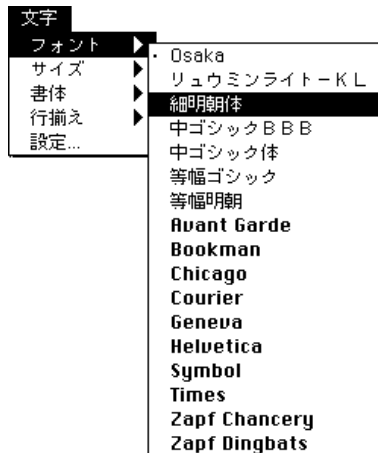 文字
フォント
サイズ
書体
行揃え
設定...
・Osaka
リュウミンライトーKL
細明朝体
中ゴシックBBB
中ゴシック体
等幅ゴシック
等幅明朝
Avant Garde
Bookman
Chicago
Courier
Geneva
Helvetica
Symbol
Times
Zapf Chancery
Zapf Dingbats